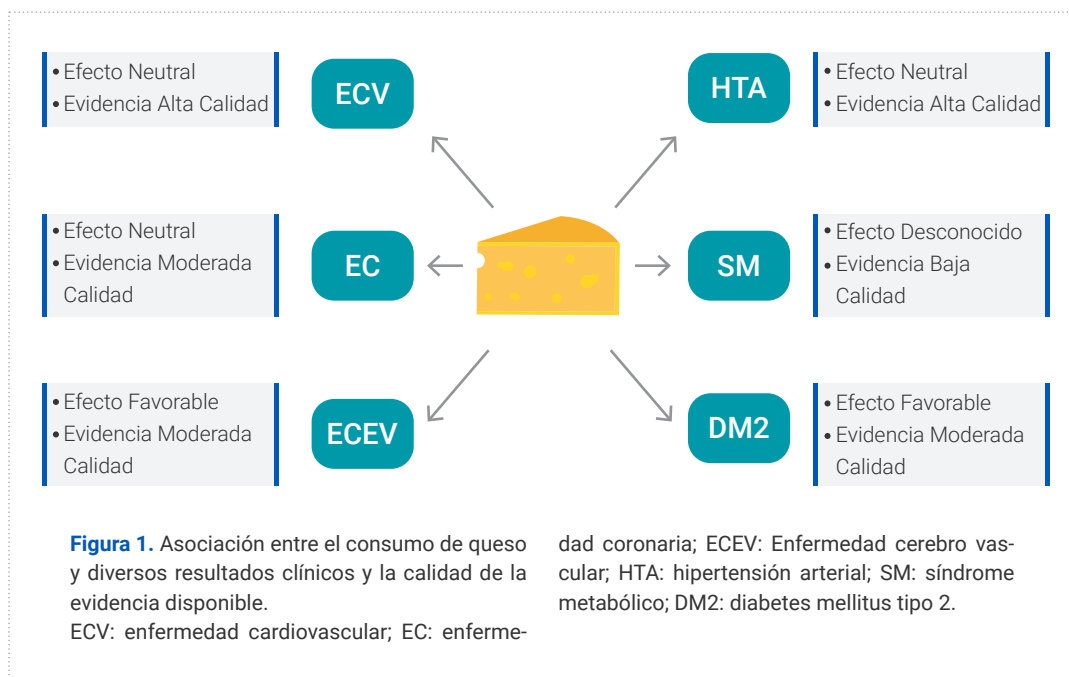 • Efecto Neutral
• Evidencia Alta Calidad
ECV
HTA
• Efecto Neutral
• Evidencia Alta Calidad
• Efecto Neutral
• Evidencia Moderada
Calidad
EC
SM
• Efecto Desconocido
• Evidencia Baja
Calidad
• Efecto Favorable
• Evidencia Moderada
Calidad
ECEV
DM2
• Efecto Favorable
• Evidencia Moderada
Calidad
Figura 1. Asociación entre el consumo de queso
y diversos resultados clínicos y la calidad de la
evidencia disponible.
ECV: enfermedad cardiovascular; EC: enferme-
dad coronaria; ECEV: Enfermedad cerebro vas-
cular; HTA: hipertensión arterial; SM: síndrome
metabólico; DM2: diabetes mellitus tipo 2.